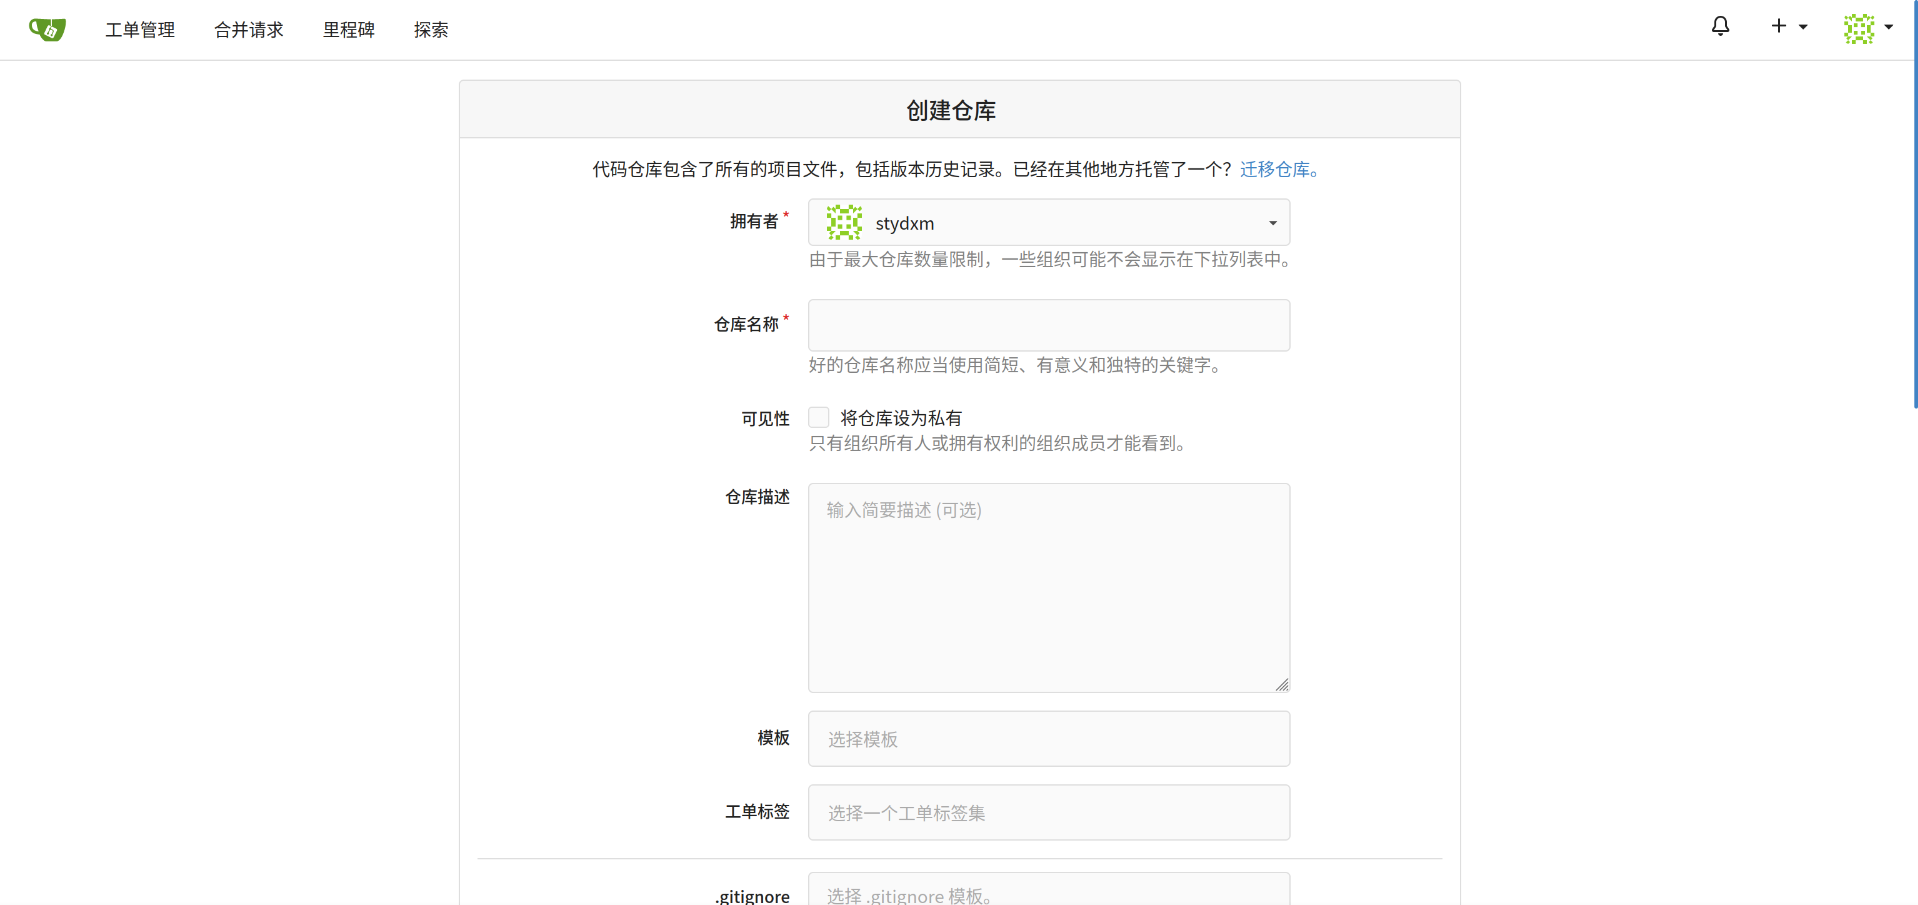 工单管理 合并请求 里程碑 探索
创建仓库
代码仓库包含了所有的项目文件，包括版本历史记录。已经在其他地方托管了一个？ 迁移仓库。
拥有者 * stydxm
由于最大仓库数量限制，一些组织可能不会显示在下拉列表中。
仓库名称 *
好的仓库名称应当使用简短、有意义和独特的关键字。
可见性 将仓库设为私有
只有组织所有人或拥有权利的组织成员才能看到。
仓库描述 输入简要描述 (可选)
模板 选择模板
工单标签 选择一个工单标签集
.gitignore 选择 .gitignore 模板。